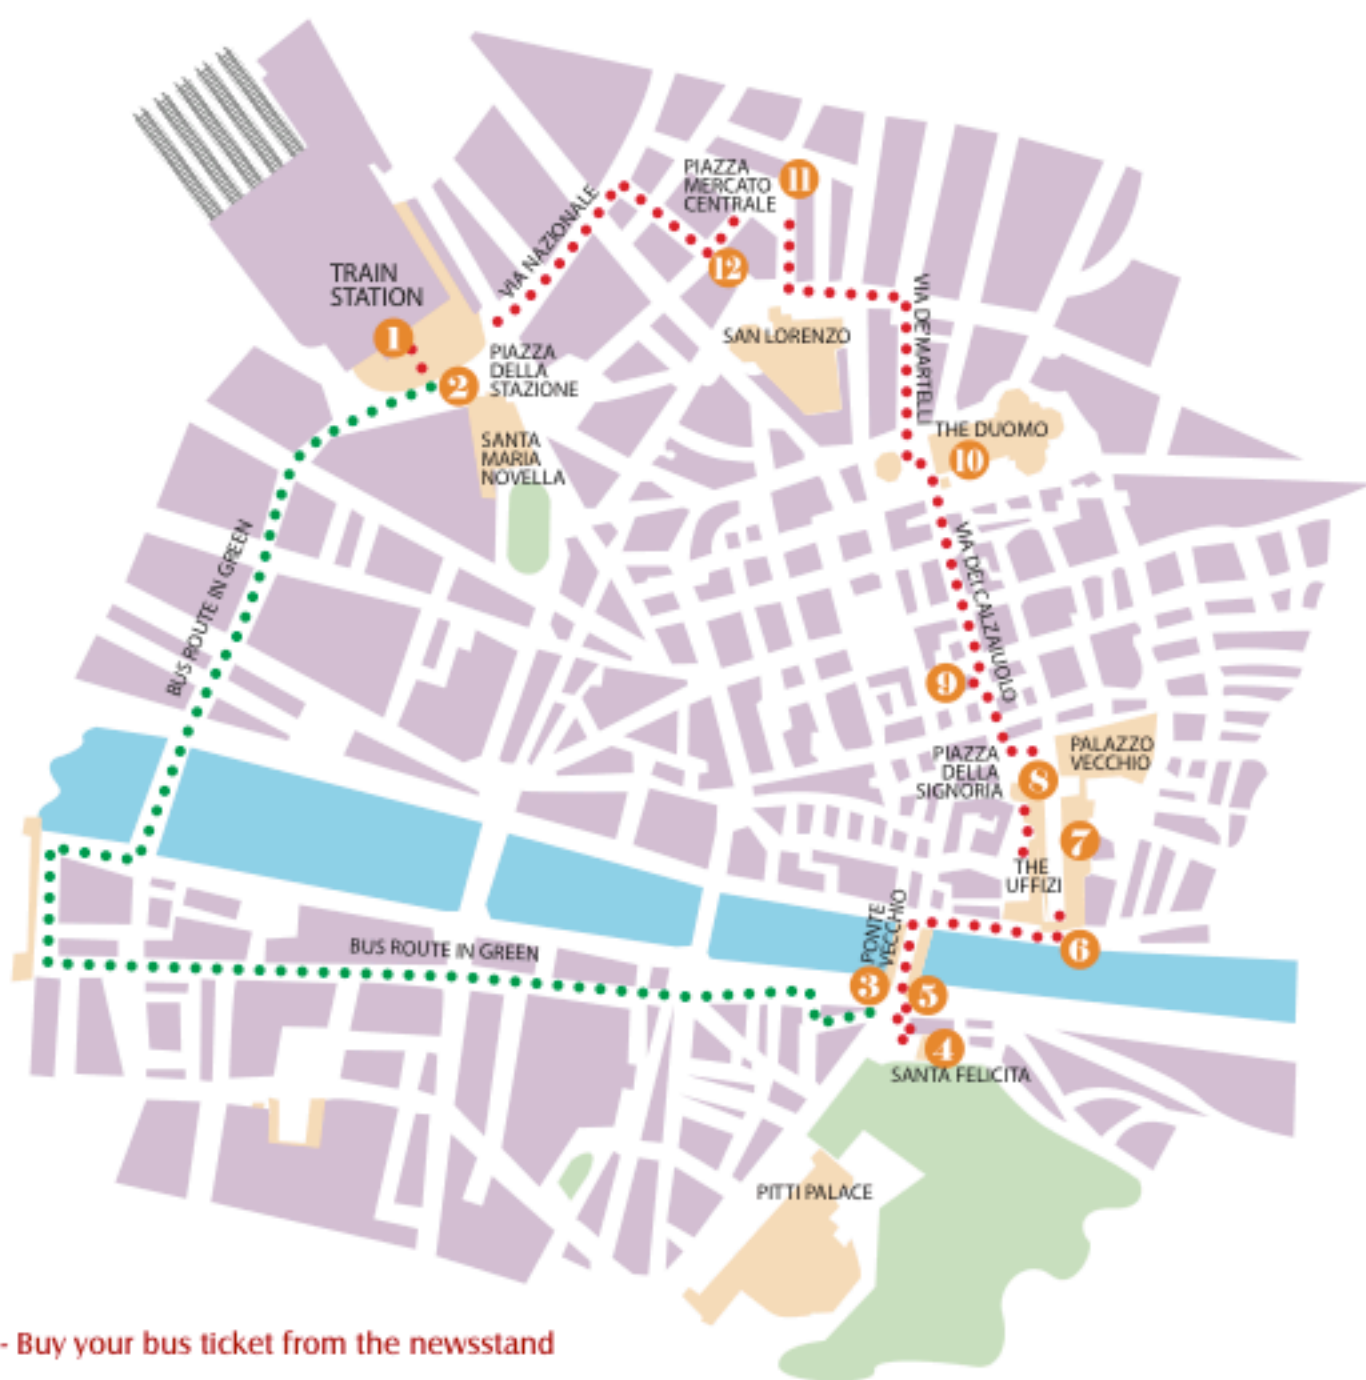 PIAZZA
MERCATO
CENTRALE
11
12
VIA NAZIONALE
TRAIN
STATION
1
2
PIAZZA
DELLA
STAZIONE
SAN LORENZO
VIA DE'MARTELLI
THE DUOMO
10
SANTA
MARIA
NOVELLA
BUS ROUTE IN GREEN
VIA DEI CALZAIUOLO
9
PIAZZA
DELLA
SIGNORIA
8
PALAZZO
VECCHIO
7
THE
UFFIZI
6
PONTE
VECCHIO
3
5
4
SANTA FELICITA
BUS ROUTE IN GREEN
PITTI PALACE
- Buy your bus ticket from the newsstand